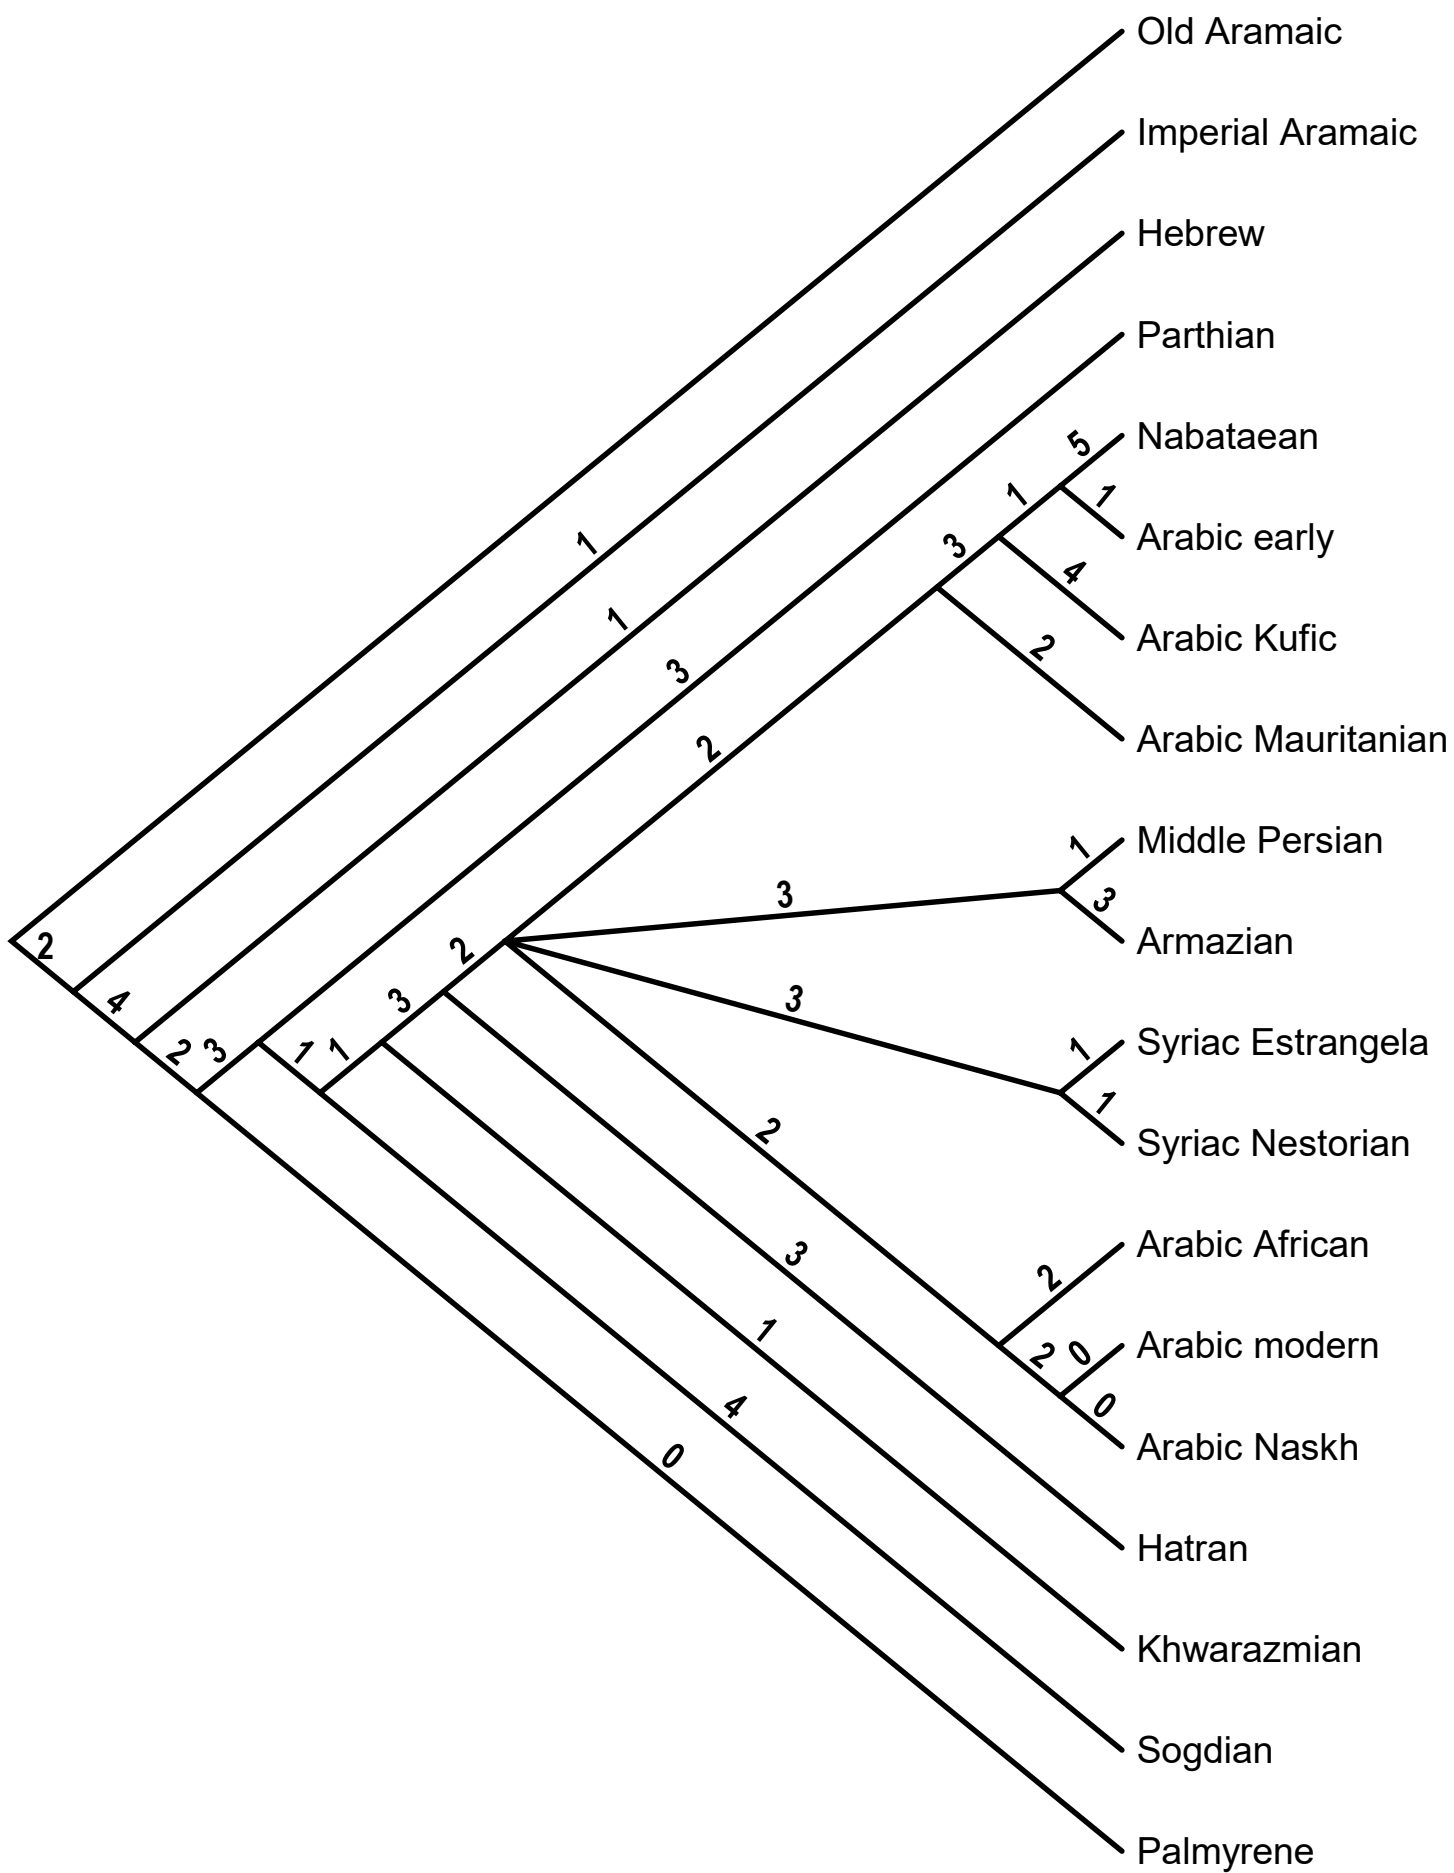 Old Aramaic
Imperial Aramaic
Hebrew
Parthian
5 Nabataean
1
1
Arabic early
1
3
4
1
Arabic Kufic
2
3
2
Arabic Mauritanian
1
Middle Persian
3
3
2
2
Armazian
3
4
3
1
Syriac Estrangela
2
3
1
1
1
2
Syriac Nestorian
3
2
Arabic African
1
2
0
Arabic modern
4
0
0
Arabic Naskh
Hatran
Khwarazmian
Sogdian
Palmyrene